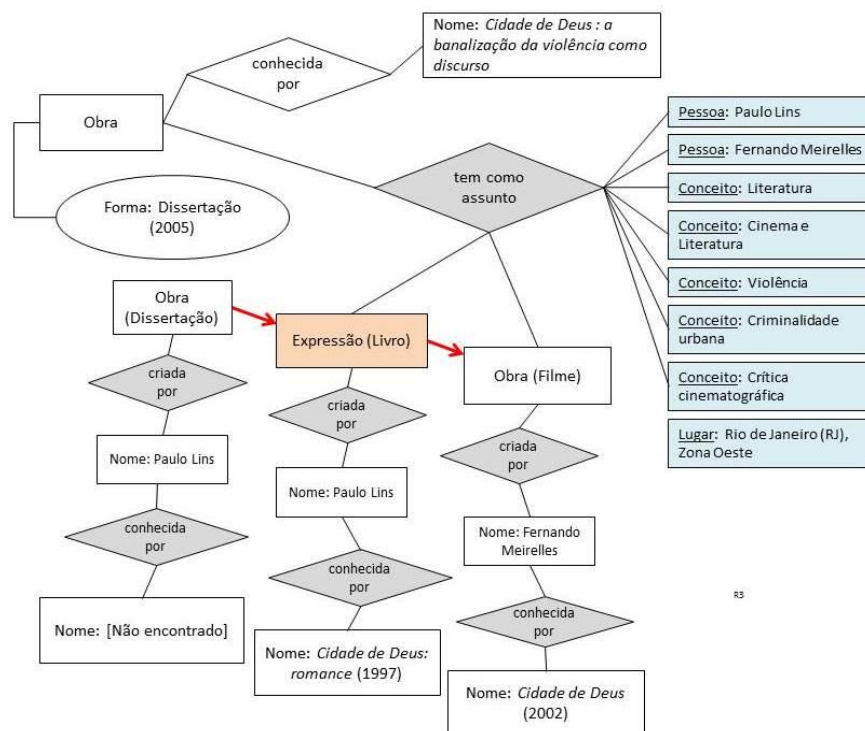 Nome: Cidade de Deus : a
banalização da violência como
discurso
conhecida
por
Obra
Forma: Dissertação
(2005)
tem como
assunto
Pessoa: Paulo Lins
Pessoa: Fernando Meirelles
Conceito: Literatura
Conceito: Cinema e
Literatura
Conceito: Violência
Conceito: Criminalidade
urbana
Conceito: Crítica
cinematográfica
Lugar: Rio de Janeiro (RJ),
Zona Oeste
Obra
(Dissertação)
criada
por
Nome: Paulo Lins
conhecida
por
Nome: [Não encontrado]
Expressão (Livro)
criada
por
Nome: Paulo Lins
conhecida
por
Nome: Cidade de Deus:
romance (1997)
Obra (Filme)
criada
por
Nome: Fernando
Meirelles
conhecida
por
Nome: Cidade de Deus
(2002)
R3